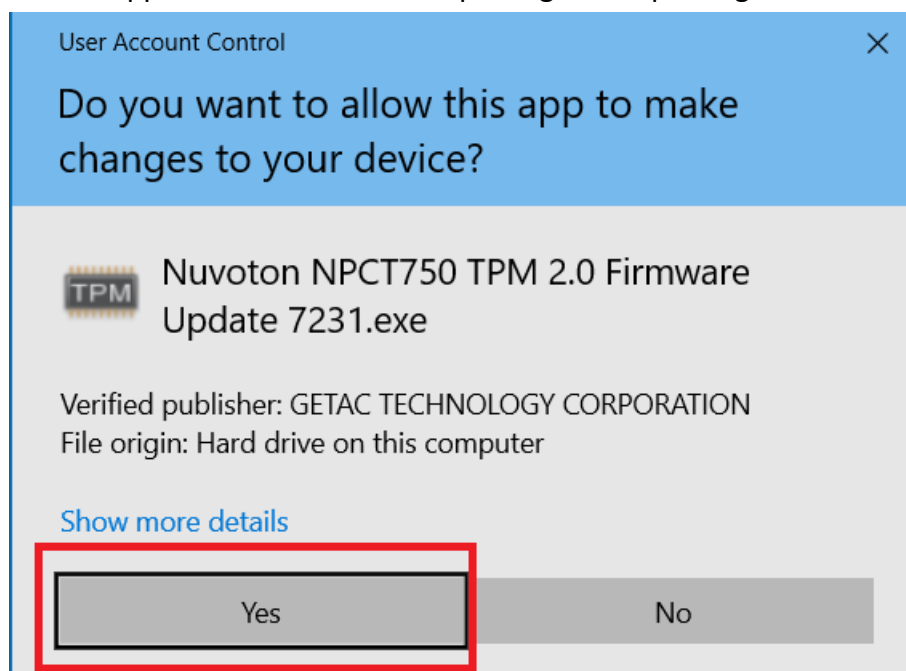 User Account Control
Do you want to allow this app to make
changes to your device?
TPM
Nuvoton NPCT750 TPM 2.0 Firmware
Update 7231.exe
Verified publisher: GETAC TECHNOLOGY CORPORATION
File origin: Hard drive on this computer
Show more details
Yes
No